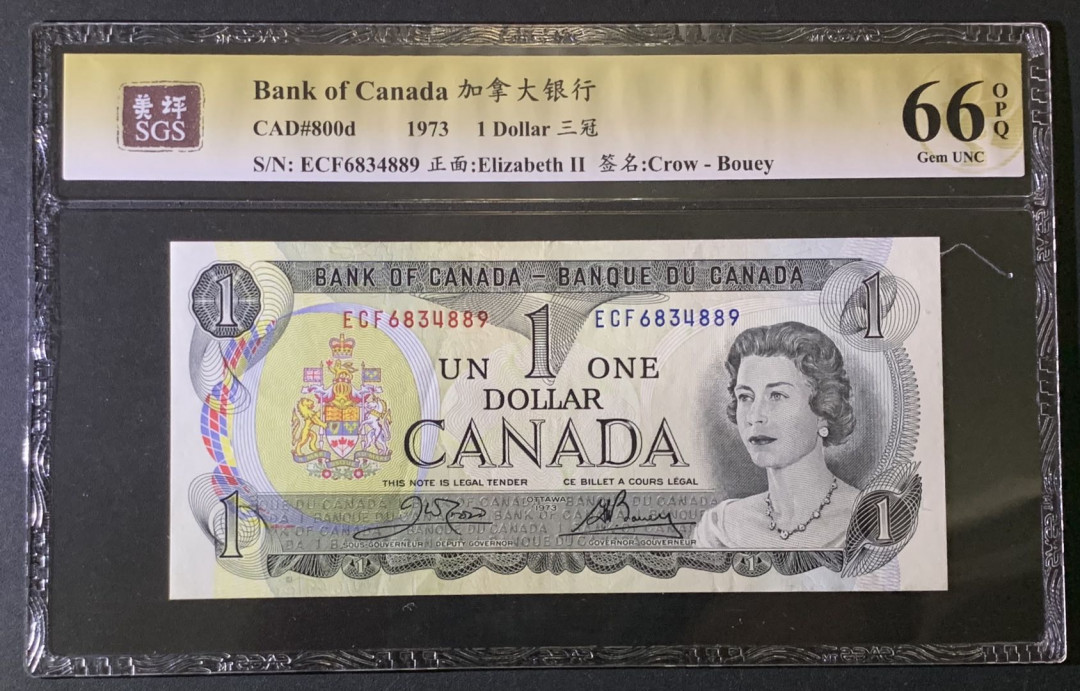 美评
SGS
Bank of Canada 加拿大银行
CAD#800d 1973 1 Dollar 三冠
S/N: ECF6834889 正面:Elizabeth II 签名:Crow - Bouey
66 OPQ
Gem UNC
1 BANK OF CANADA – BANQUE DU CANADA 1
ECF6834889 1 ECF6834889
UN ONE
DOLLAR
CANADA
THIS NOTE IS LEGAL TENDER CE BILLET A COURS LÉGAL
OTTAWA
1973
1 1
SOUS-GOUVERNEUR DEPUTY GOVERNOR GOVERNOR GOUVERNEUR
1 1